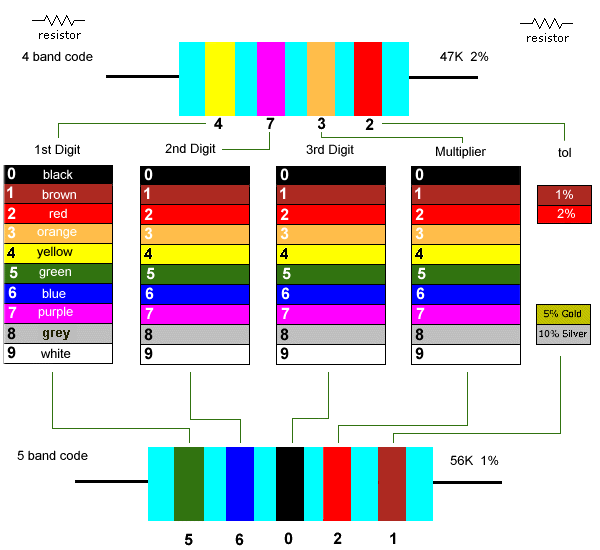 resistor
resistor
4 band code
47K 2%
4 7 3 2
1st Digit 2nd Digit 3rd Digit Multiplier tol
0 black 0 0 0
1 brown 1 1 1 1%
2 red 2 2 2 2%
3 orange 3 3 3
4 yellow 4 4 4
5 green 5 5 5
6 blue 6 6 6
7 purple 7 7 7 5% Gold
8 grey 8 8 8 10% Silver
9 white 9 9 9
5 band code
56K 1%
5 6 0 2 1